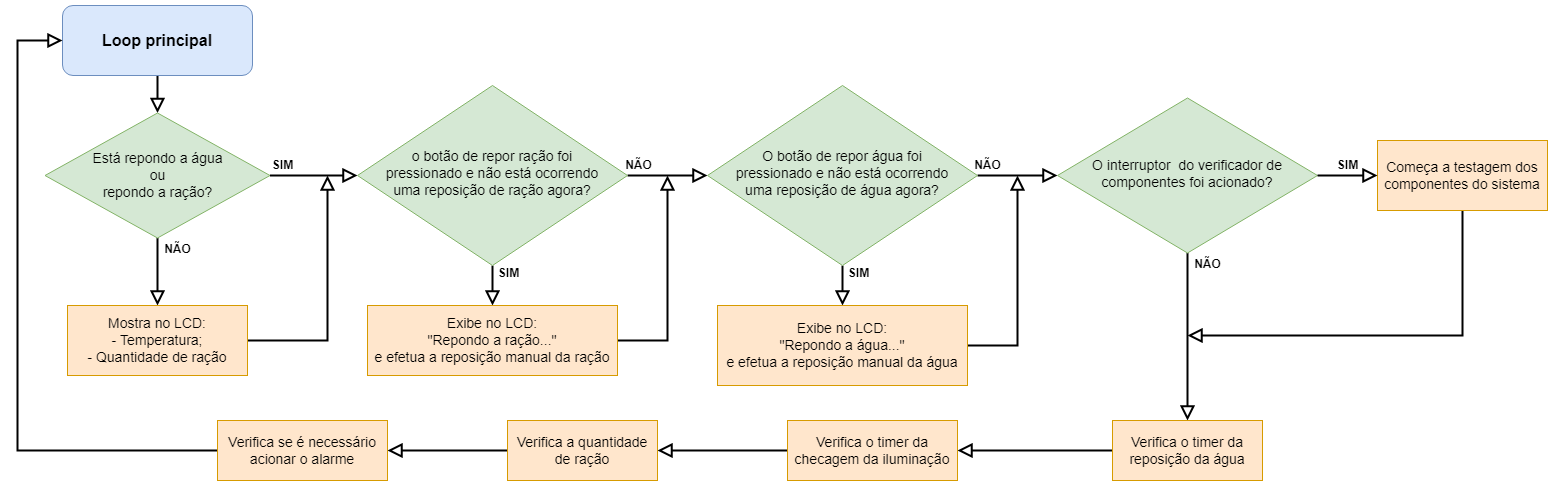 Loop principal
Está repondo a água
ou
repondo a ração?
SIM
NÃO
Mostra no LCD:
- Temperatura;
- Quantidade de ração
o botão de repor ração foi
pressionado e não está ocorrendo
uma reposição de ração agora?
NÃO
SIM
Exibe no LCD:
"Repondo a ração..."
e efetua a reposição manual da ração
O botão de repor água foi
pressionado e não está ocorrendo
uma reposição de água agora?
NÃO
SIM
Exibe no LCD:
"Repondo a água..."
e efetua a reposição manual da água
O interruptor do verificador de
componentes foi acionado?
SIM
NÃO
Começa a testagem dos
componentes do sistema
Verifica o timer da
reposição da água
Verifica o timer da
checagem da iluminação
Verifica a quantidade
de ração
Verifica se é necessário
acionar o alarme